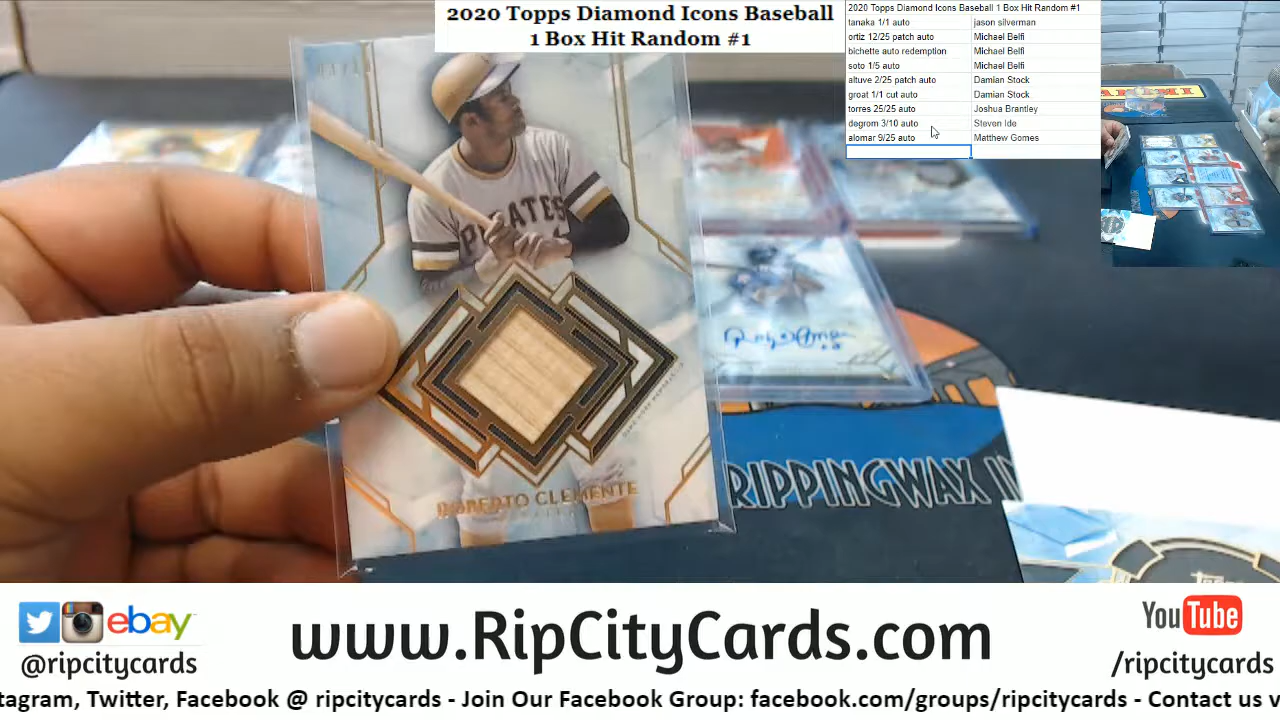 2020 Topps Diamond Icons Baseball
1 Box Hit Random #1
2020 Topps Diamond Icons Baseball 1 Box Hit Random #1
tanaka 1/1 auto jason silverman
ortiz 12/25 patch auto Michael Belfi
bichette auto redemption Michael Belfi
soto 1/5 auto Michael Belfi
altuve 2/25 patch auto Damian Stock
groat 1/1 cut auto Damian Stock
torres 25/25 auto Joshua Brantley
degrom 3/10 auto Steven Ide
alomar 9/25 auto Matthew Gomes
PIRATES
ROBERTO CLEMENTE
RIPPINGWAX
ebay
@ripcitycards
www.RipCityCards.com
YouTube
/ripcitycards
tagram, Twitter, Facebook @ ripcitycards - Join Our Facebook Group: facebook.com/groups/ripcitycards - Contact us v